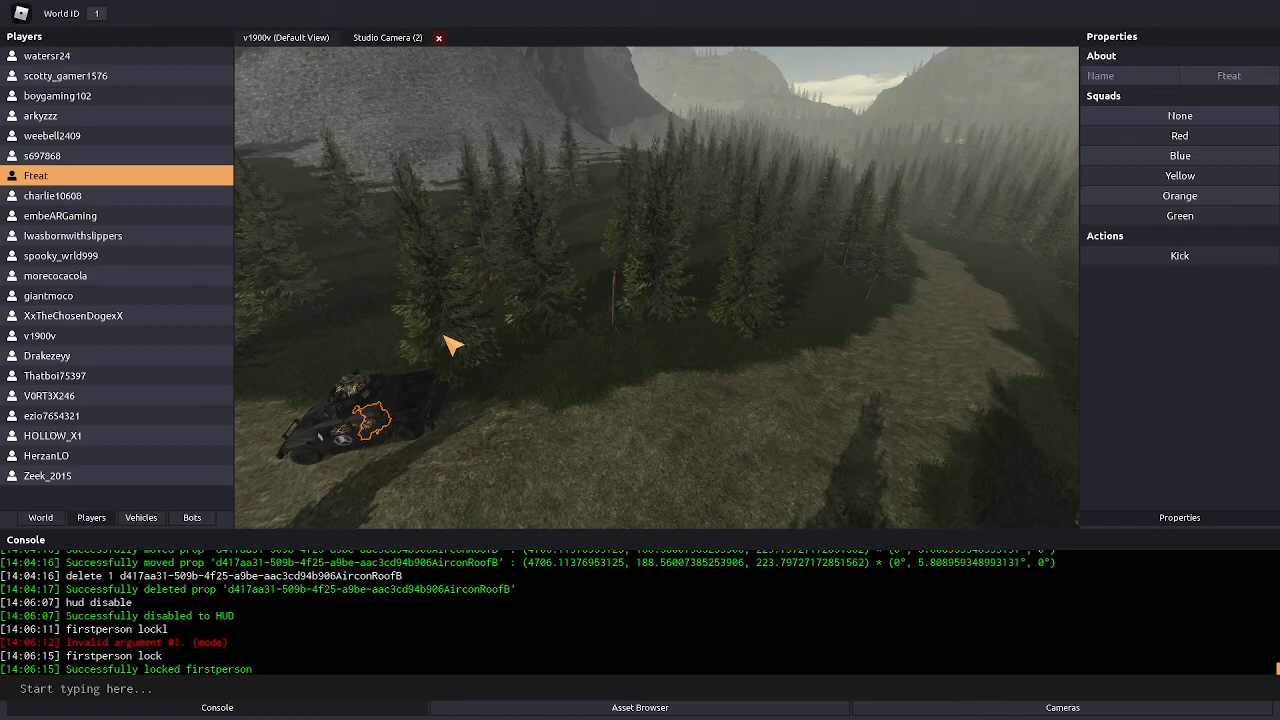 World ID 1
Players
watersr24
scotty_gamer1576
boygaming102
arkyzzz
weebell2409
s697868
Fteat
charlie10608
embeARGaming
Iwasbornwithslippers
spooky_wrld999
morecocacola
giantmoco
XxTheChosenDogexX
v1900v
Drakezeyy
Thatboi75397
V0RT3X246
ezio7654321
HOLLOW_X1
HerzanLO
Zeek_2015
World Players Vehicles Bots
v1900v (Default View) Studio Camera (2) x
Properties
About
Name Fteat
Squads
None
Red
Blue
Yellow
Orange
Green
Actions
Kick
Properties
Console
[14:04:16] Successfully moved prop 'd417aa31-509b-4f25-a9be-aac3cd94b906AirconRoofB' : (4706.11376953125, 188.56007385253906, 223.79727172851562) * (0°, 5.808959348993131°, 0°)
[14:04:16] delete 1 d417aa31-509b-4f25-a9be-aac3cd94b906AirconRoofB
[14:04:17] Successfully deleted prop 'd417aa31-509b-4f25-a9be-aac3cd94b906AirconRoofB'
[14:06:07] hud disable
[14:06:07] Successfully disabled to HUD
[14:06:11] firstperson lockl
[14:06:12] Invalid argument #1. (mode)
[14:06:15] firstperson lock
[14:06:15] Successfully locked firstperson
Start typing here...
Console Asset Browser Cameras